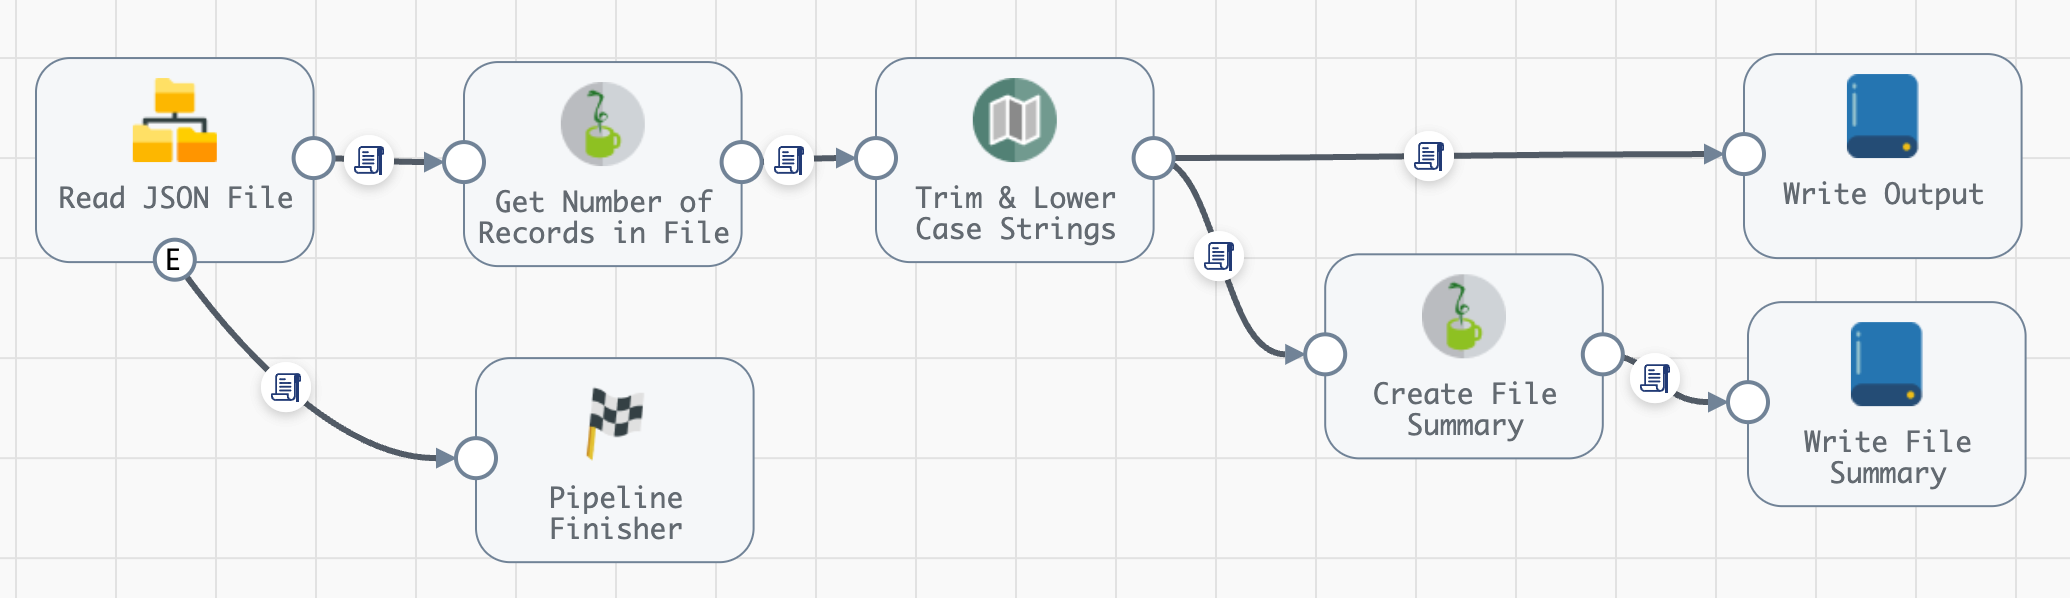 Read JSON File
E
Get Number of
Records in File
Trim & Lower
Case Strings
Write Output
Create File
Summary
Write File
Summary
Pipeline
Finisher